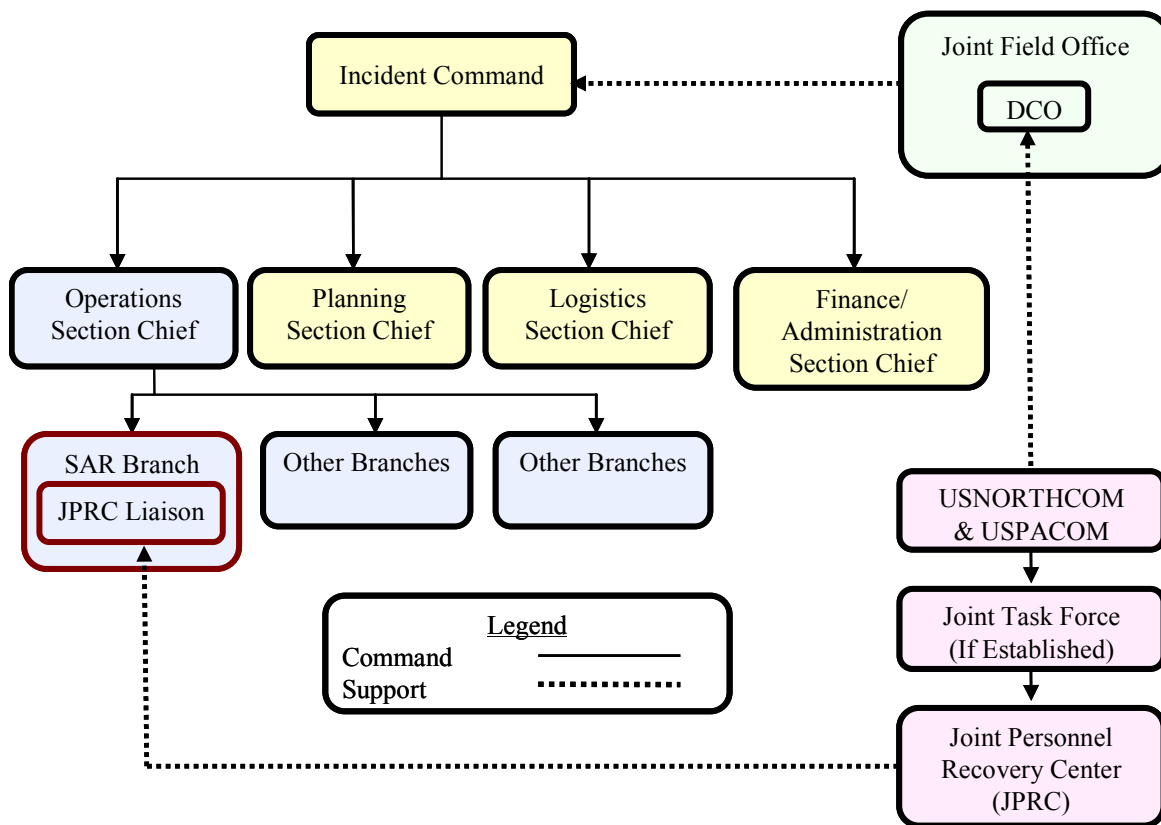 Incident Command
Joint Field Office
DCO
Operations
Section Chief
Planning
Section Chief
Logistics
Section Chief
Finance/
Administration
Section Chief
SAR Branch
JPRC Liaison
Other Branches
Other Branches
USNORTHCOM
& USPACOM
Joint Task Force
(If Established)
Joint Personnel
Recovery Center
(JPRC)
Legend
Command
Support